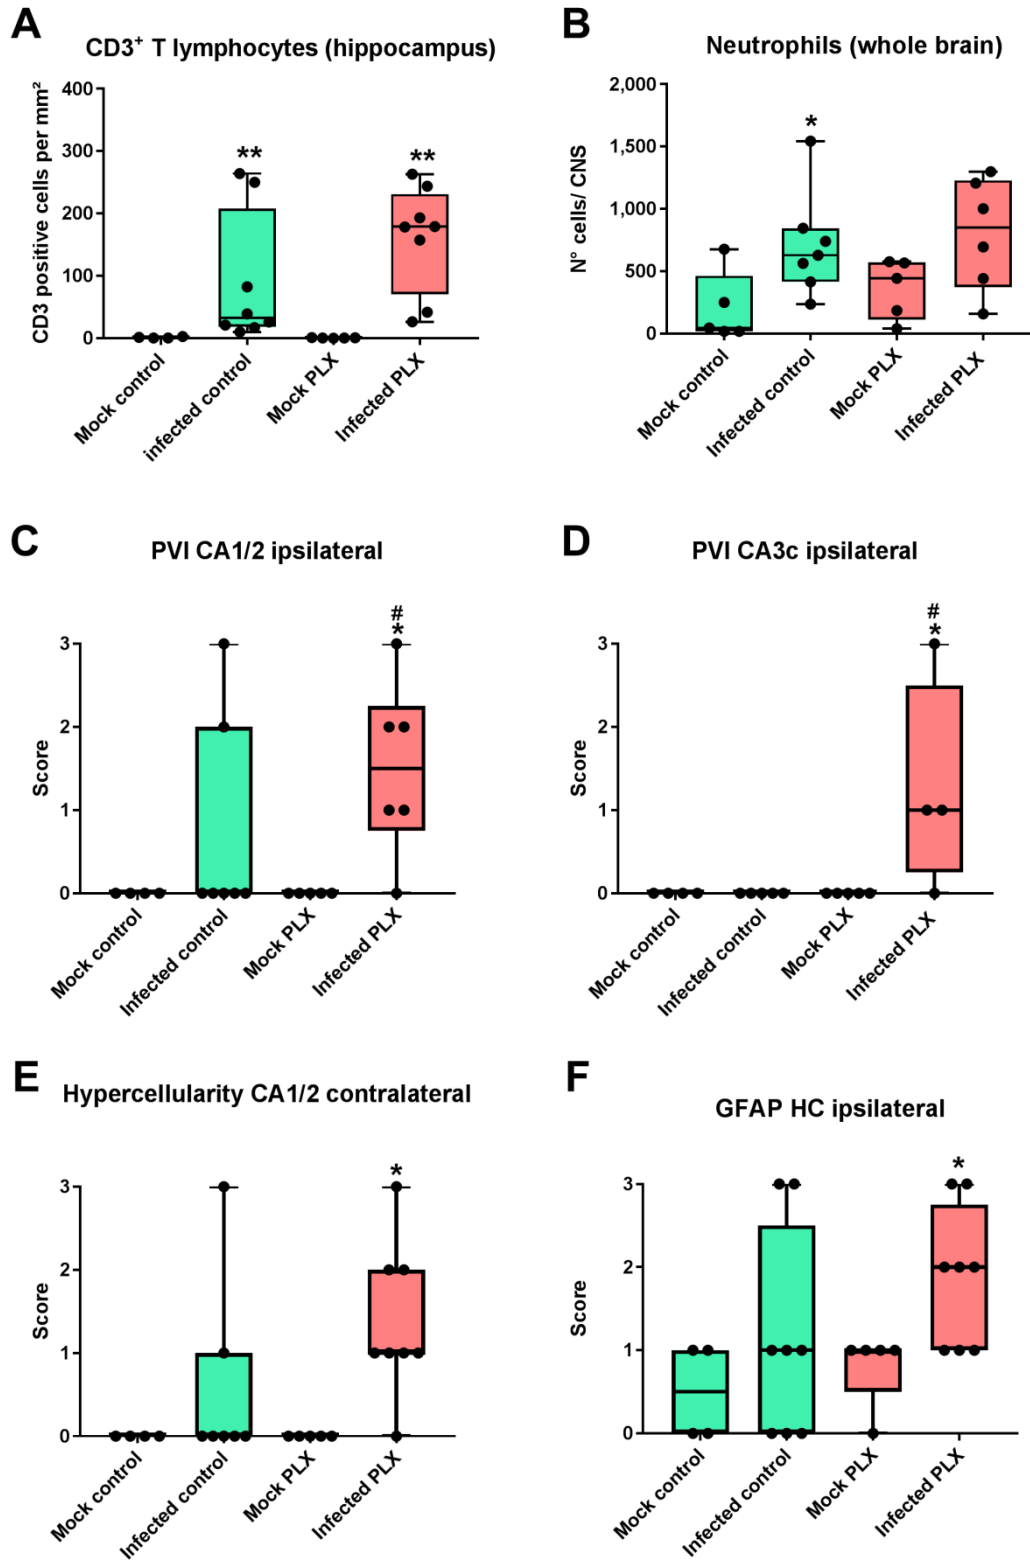 A
CD3⁺ T lymphocytes (hippocampus)
CD3 positive cells per mm²
400
300
200
100
0
**
**
Mock control
infected control
Mock PLX
Infected PLX
B
Neutrophils (whole brain)
N° cells/ CNS
2,000
1,500
1,000
500
0
*
Mock control
Infected control
Mock PLX
Infected PLX
C
PVI CA1/2 ipsilateral
Score
3
2
1
0
#
*
Mock control
Infected control
Mock PLX
Infected PLX
D
PVI CA3c ipsilateral
Score
3
2
1
0
#
*
Mock control
Infected control
Mock PLX
Infected PLX
E
Hypercellularity CA1/2 contralateral
Score
3
2
1
0
*
Mock control
Infected control
Mock PLX
Infected PLX
F
GFAP HC ipsilateral
Score
3
2
1
0
*
Mock control
Infected control
Mock PLX
Infected PLX